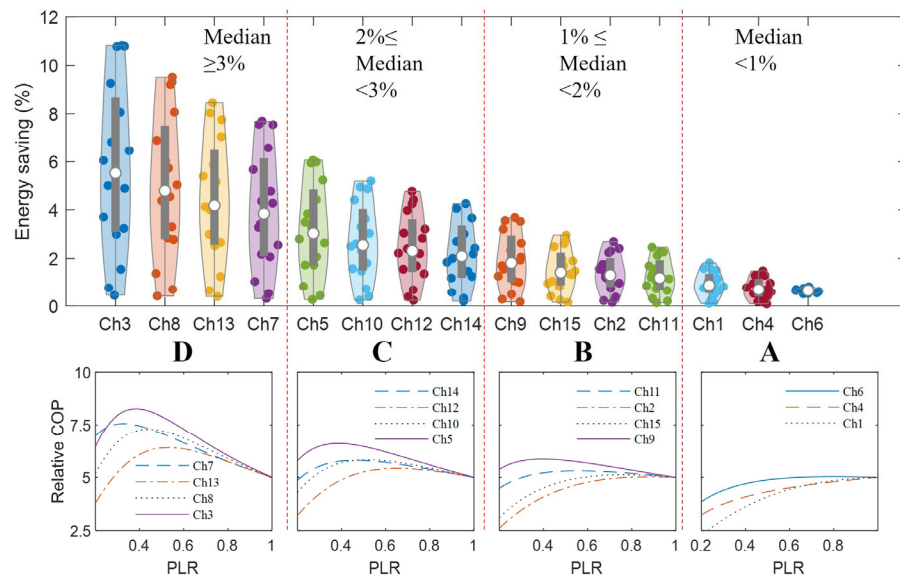 12
10
8
6
4
2
0
Energy saving (%)
Median
≥3%
2%≤
Median
<3%
1% ≤
Median
<2%
Median
<1%
Ch3 Ch8 Ch13 Ch7 Ch5 Ch10 Ch12 Ch14 Ch9 Ch15 Ch2 Ch11 Ch1 Ch4 Ch6
D C B A
10
7.5
5
2.5
Relative COP
Ch7
Ch13
Ch8
Ch3
0.4 0.6 0.8 1
PLR
Ch14
Ch12
Ch10
Ch5
0.4 0.6 0.8 1
PLR
Ch11
Ch2
Ch15
Ch9
0.4 0.6 0.8 1
PLR
Ch6
Ch4
Ch1
0.2 0.4 0.6 0.8
PLR